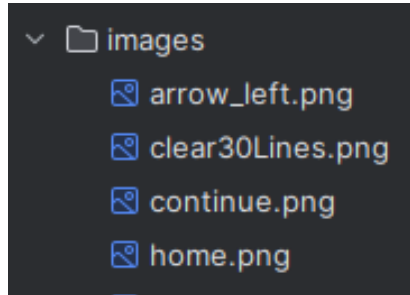 images
arrow_left.png
clear30Lines.png
continue.png
home.png